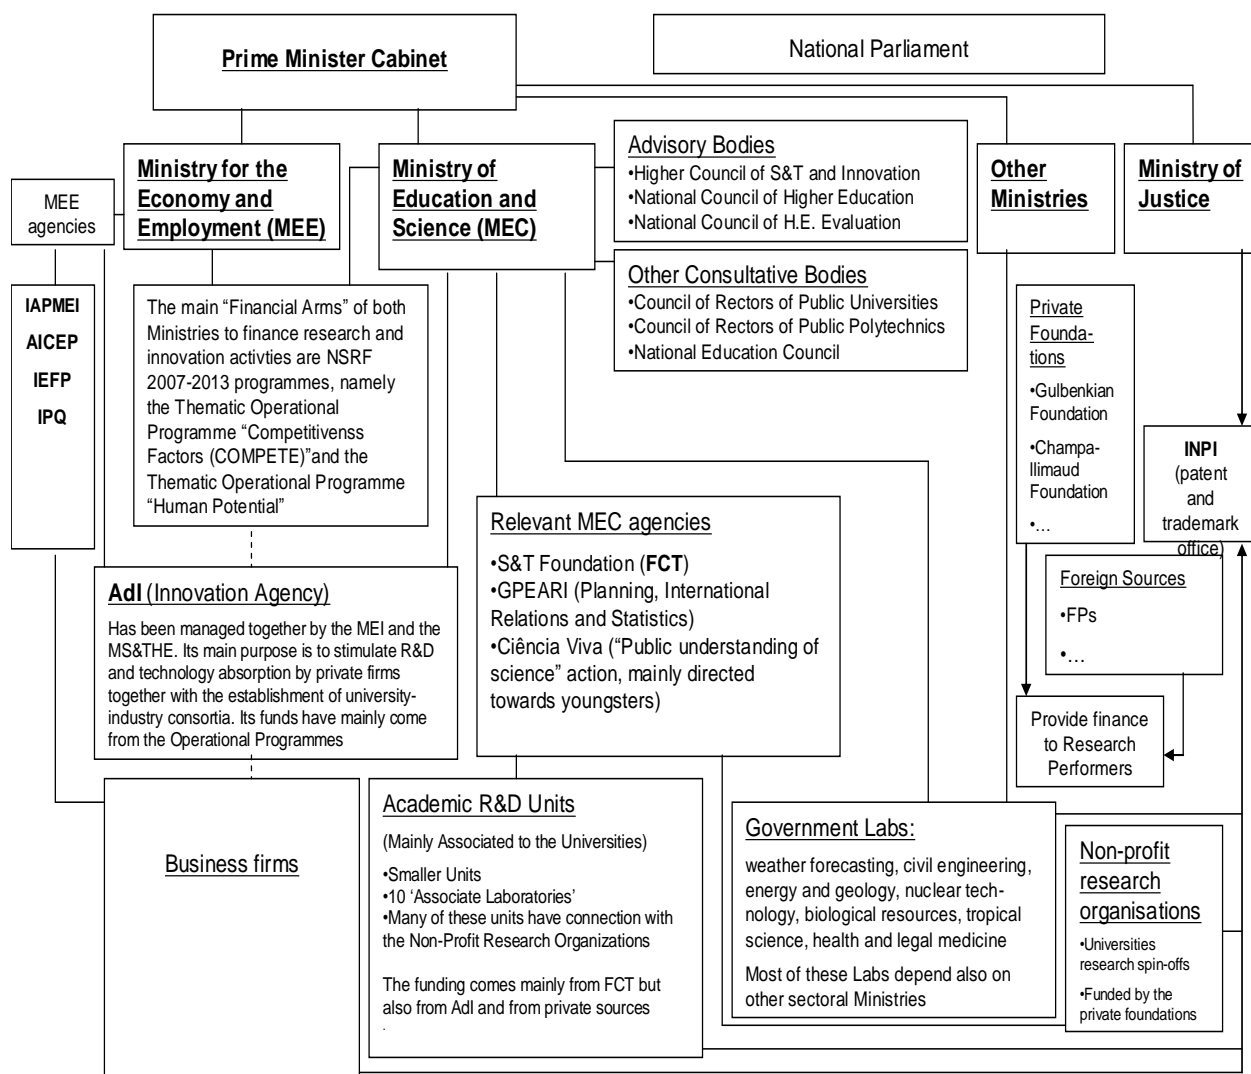 Prime Minister Cabinet
National Parliament
MEE
agencies
Ministry for the
Economy and
Employment (MEE)
Ministry of
Education and
Science (MEC)
Advisory Bodies
•Higher Council of S&T and Innovation
•National Council of Higher Education
•National Council of H.E. Evaluation
Other
Ministries
Ministry of
Justice
Other Consultative Bodies
•Council of Rectors of Public Universities
•Council of Rectors of Public Polytechnics
•National Education Council
IAPMEI
AICEP
IEFP
IPQ
The main “Financial Arms” of both
Ministries to finance research and
innovation activties are NSRF
2007-2013 programmes, namely
the Thematic Operational
Programme “Competitivenss
Factors (COMPETE)”and the
Thematic Operational Programme
“Human Potential”
Private
Founda-
tions
•Gulbenkian
Foundation
•Champa-
llimaud
Foundation
•…
INPI
(patent
and
trademark
office)
Relevant MEC agencies
•S&T Foundation (FCT)
•GPEARI (Planning, International
Relations and Statistics)
•Ciência Viva (“Public understanding of
science” action, mainly directed
towards youngsters)
Foreign Sources
•FPs
•…
AdI (Innovation Agency)
Has been managed together by the MEI and the
MS&THE. Its main purpose is to stimulate R&D
and technology absorption by private firms
together with the establishment of university-
industry consortia. Its funds have mainly come
from the Operational Programmes
Provide finance
to Research
Performers
Business firms
Academic R&D Units
(Mainly Associated to the Universities)
•Smaller Units
•10 ‘Associate Laboratories’
•Many of these units have connection with
the Non-Profit Research Organizations
The funding comes mainly from FCT but
also from AdI and from private sources
.
Government Labs:
weather forecasting, civil engineering,
energy and geology, nuclear tech-
nology, biological resources, tropical
science, health and legal medicine
Most of these Labs depend also on
other sectoral Ministries
Non-profit
research
organisations
•Universities
research spin-offs
•Funded by the
private foundations